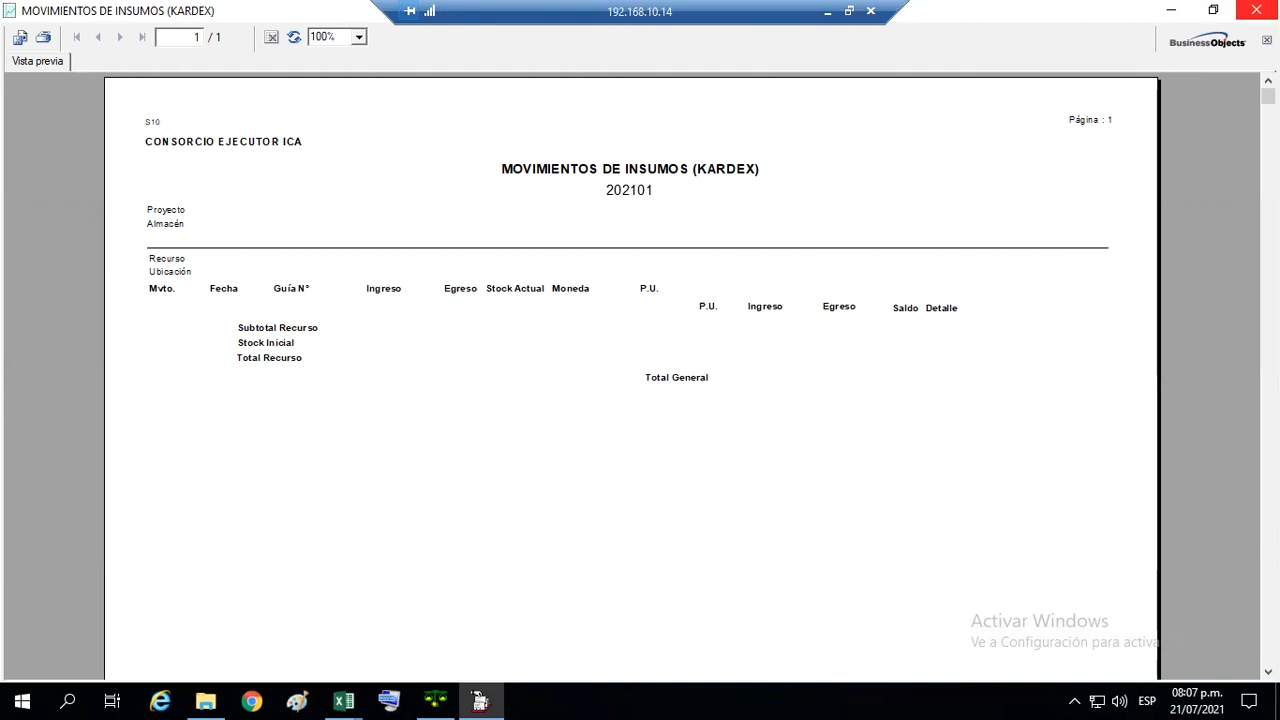 MOVIMIENTOS DE INSUMOS (KARDEX)
192.168.10.14
1 / 1
100%
BusinessObjects
Vista previa
S10
Página : 1
CONSORCIO EJECUTOR ICA
MOVIMIENTOS DE INSUMOS (KARDEX)
202101
Proyecto
Almacén
Recurso
Ubicación
Mvto. Fecha Guía N° Ingreso Egreso Stock Actual Moneda P.U.
P.U. Ingreso Egreso Saldo Detalle
Subtotal Recurso
Stock Inicial
Total Recurso
Total General
Activar Windows
Ve a Configuración para activa
ESP
08:07 p.m.
21/07/2021